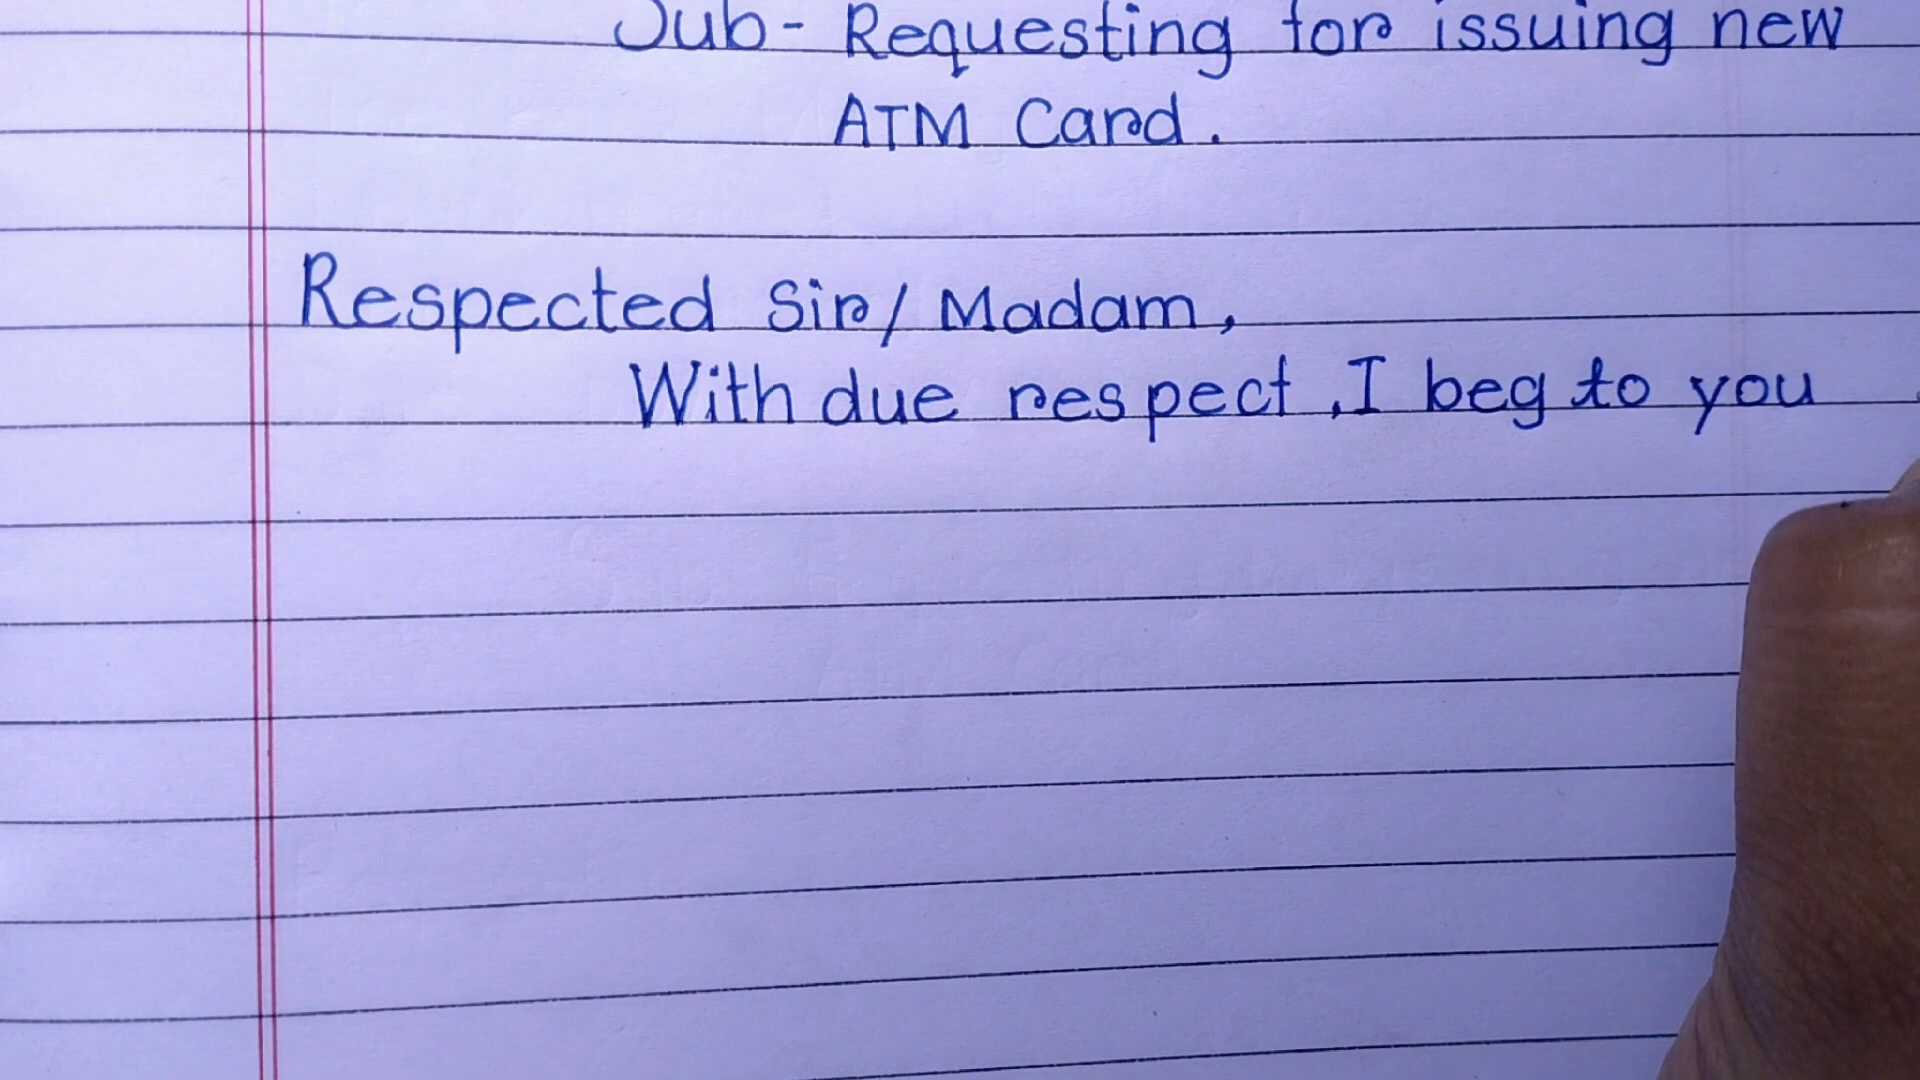 Sub- Requesting for issuing new
ATM Card.
Respected Sir/ Madam,
With due respect ,I beg to you